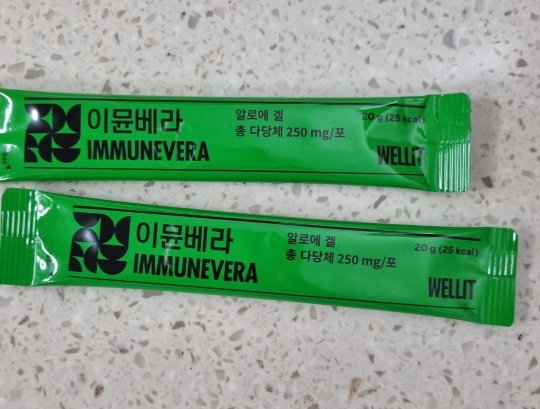 이뮨베라
IMMUNEVERA
알로에 겔
총 다당체 250 mg/포
20 g (25 kcal)
WELLIT
이뮨베라
IMMUNEVERA
알로에 겔
총 다당체 250 mg/포
20 g (25 kcal)
WELLIT